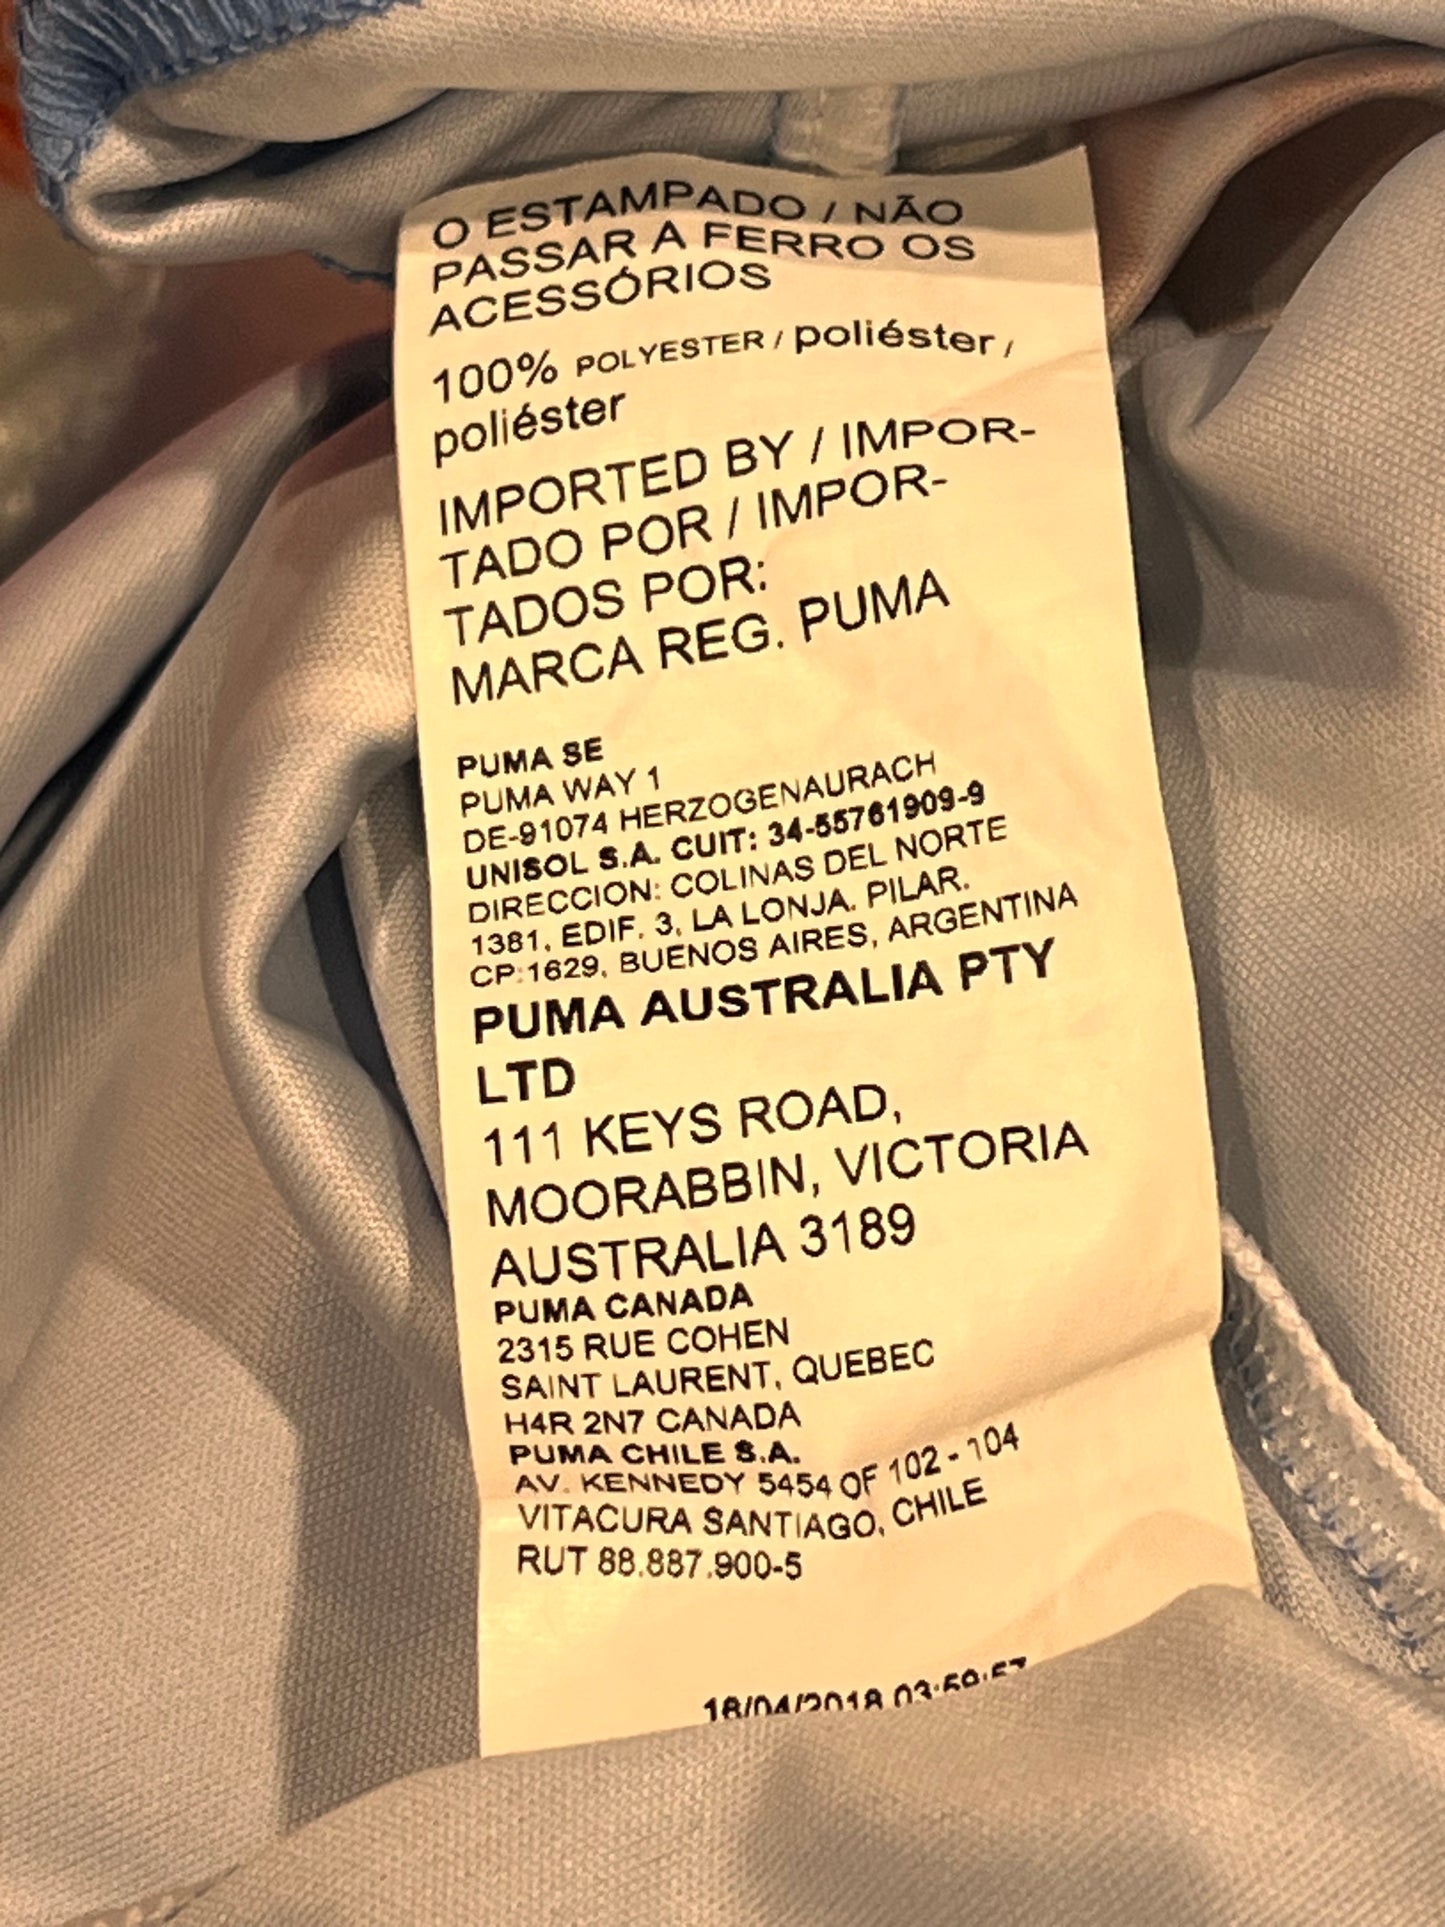 O ESTAMPADO / NÃO
PASSAR A FERRO OS
ACESSÓRIOS
100% POLYESTER / poliéster /
poliéster
IMPORTED BY / IMPOR-
TADO POR / IMPOR-
TADOS POR:
MARCA REG. PUMA
PUMA SE
PUMA WAY 1
DE-91074 HERZOGENAURACH
UNISOL S.A. CUIT: 34-55761909-9
DIRECCION: COLINAS DEL NORTE
1381, EDIF. 3, LA LONJA. PILAR.
CP:1629, BUENOS AIRES, ARGENTINA
PUMA AUSTRALIA PTY
LTD
111 KEYS ROAD,
MOORABBIN, VICTORIA
AUSTRALIA 3189
PUMA CANADA
2315 RUE COHEN
SAINT LAURENT, QUEBEC
H4R 2N7 CANADA
PUMA CHILE S.A.
AV. KENNEDY 5454 OF 102 - 104
VITACURA SANTIAGO, CHILE
RUT 88.887.900-5